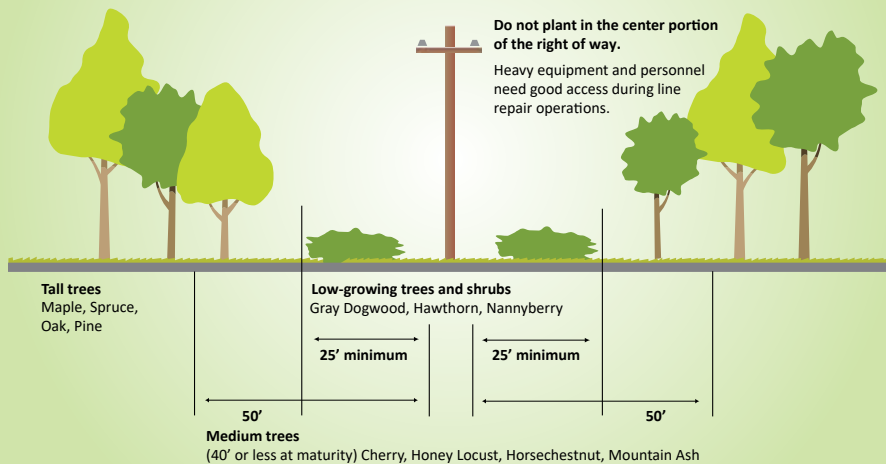 Do not plant in the center portion
of the right of way.
Heavy equipment and personnel
need good access during line
repair operations.
Tall trees
Maple, Spruce,
Oak, Pine
Low-growing trees and shrubs
Gray Dogwood, Hawthorn, Nannyberry
25’ minimum
25’ minimum
50’
50’
Medium trees
(40’ or less at maturity) Cherry, Honey Locust, Horsechestnut, Mountain Ash